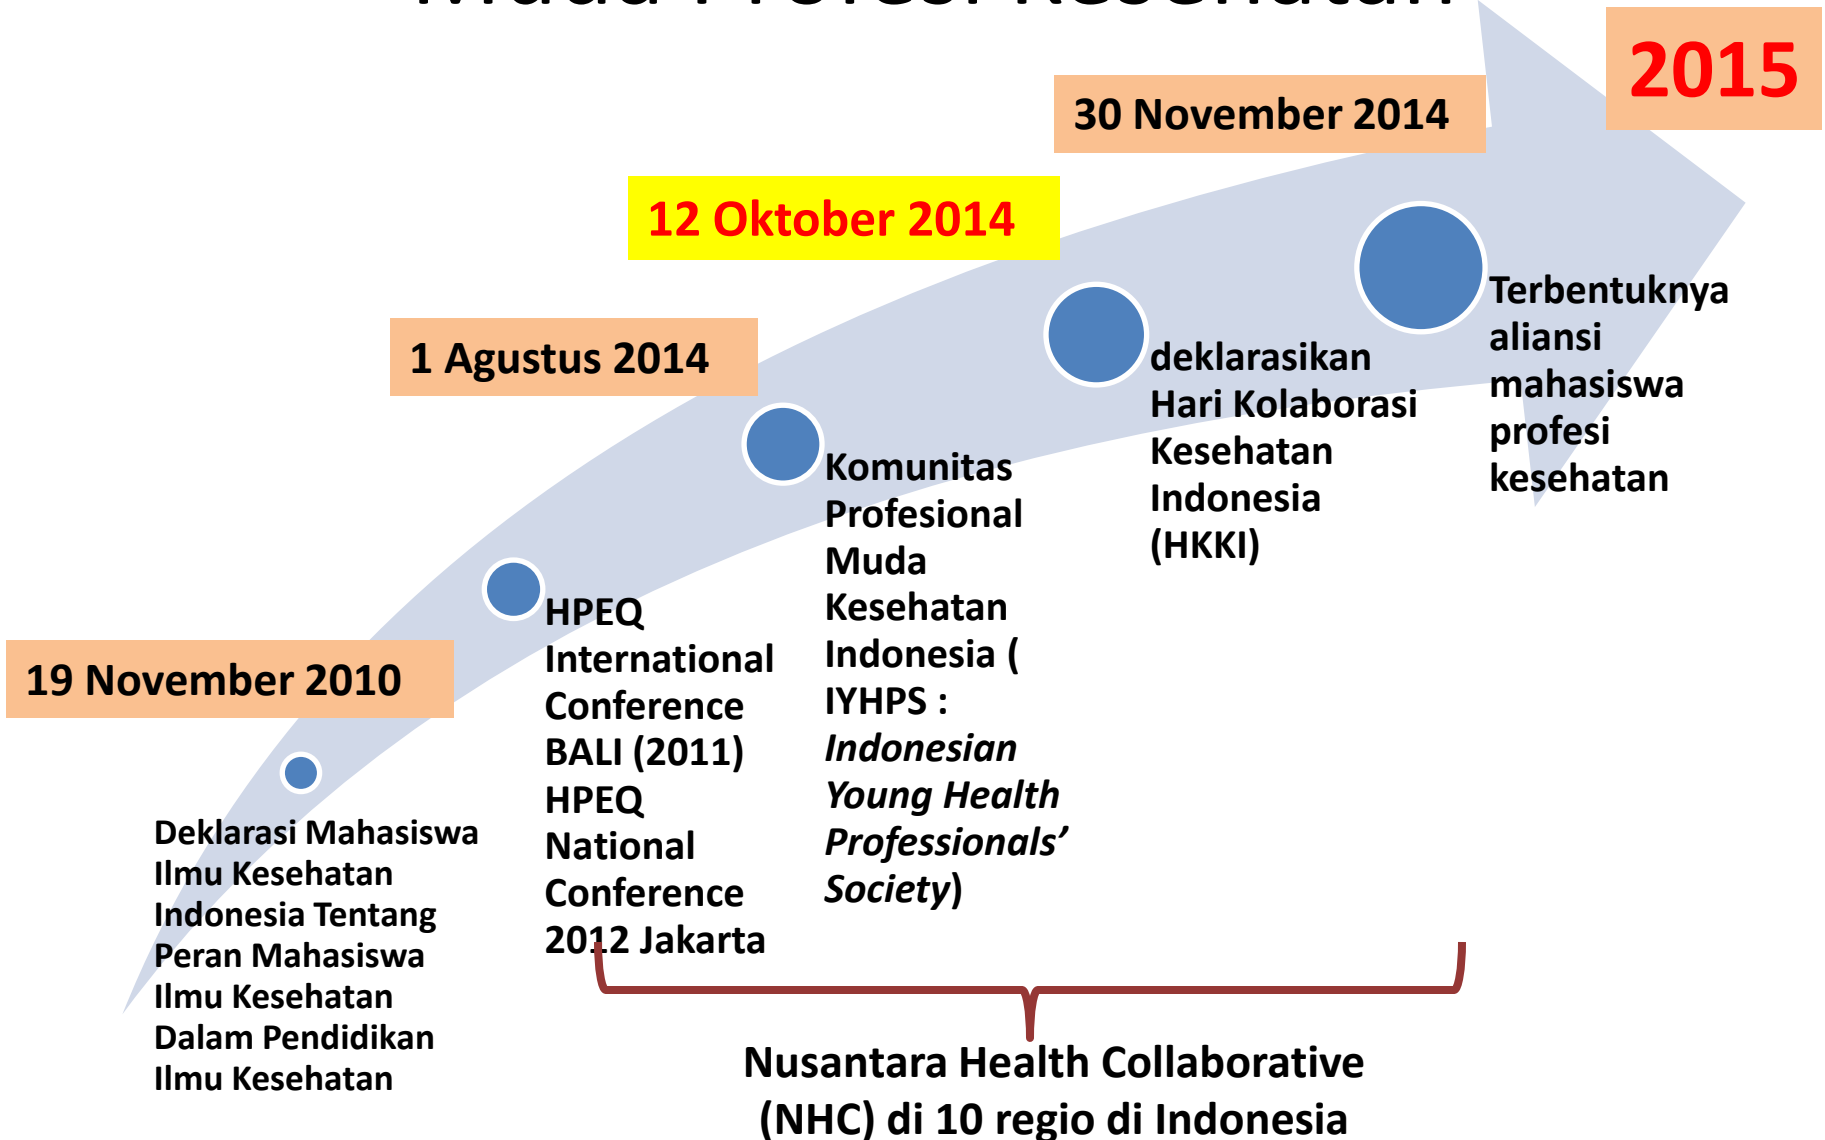 Muda Profesi Kesehatan
2015
30 November 2014
12 Oktober 2014
1 Agustus 2014
19 November 2010
Deklarasi Mahasiswa
Ilmu Kesehatan
Indonesia Tentang
Peran Mahasiswa
Ilmu Kesehatan
Dalam Pendidikan
Ilmu Kesehatan
HPEQ
International
Conference
BALI (2011)
HPEQ
National
Conference
2012 Jakarta
Komunitas
Profesional
Muda
Kesehatan
Indonesia (
IYHPS :
Indonesian
Young Health
Professionals’
Society)
deklarasikan
Hari Kolaborasi
Kesehatan
Indonesia
(HKKI)
Terbentuknya
aliansi
mahasiswa
profesi
kesehatan
Nusantara Health Collaborative
(NHC) di 10 regio di Indonesia